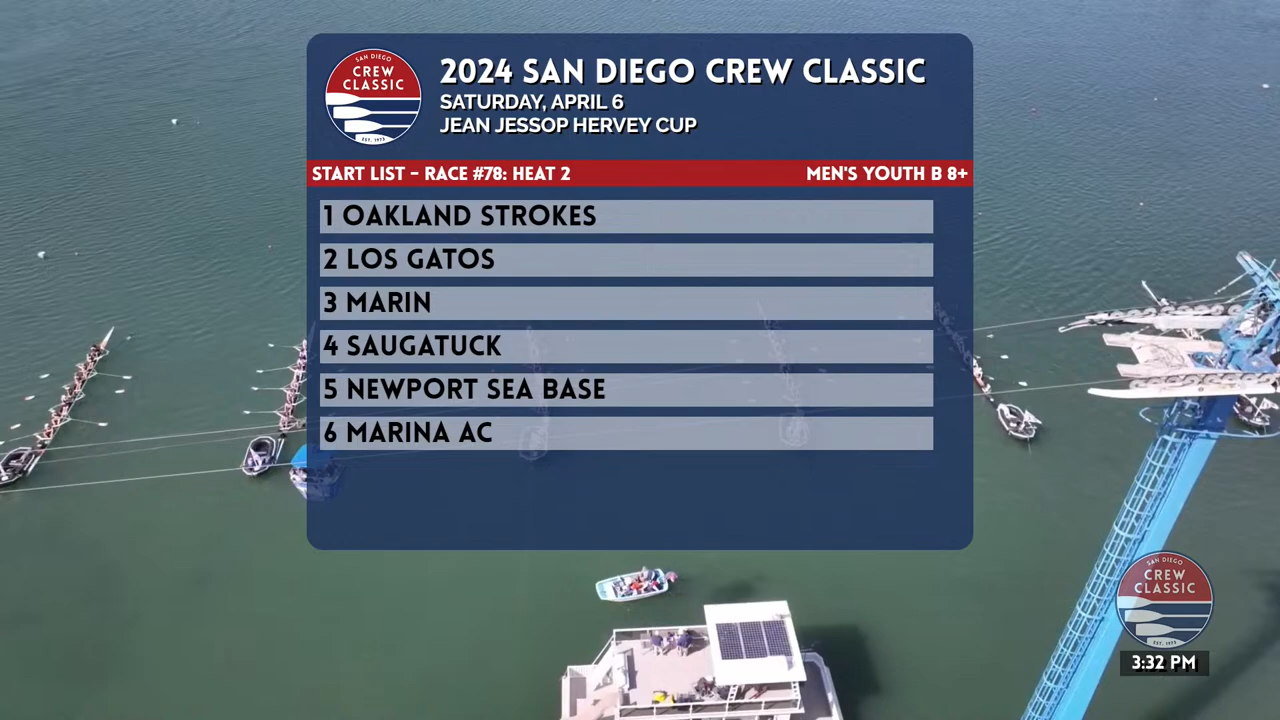 SAN DIEGO
CREW
CLASSIC
EST. 1973
2024 SAN DIEGO CREW CLASSIC
SATURDAY, APRIL 6
JEAN JESSOP HERVEY CUP
START LIST - RACE #78: HEAT 2
MEN'S YOUTH B 8+
1 OAKLAND STROKES
2 LOS GATOS
3 MARIN
4 SAUGATUCK
5 NEWPORT SEA BASE
6 MARINA AC
SAN DIEGO
CREW
CLASSIC
EST. 1973
3:32 PM